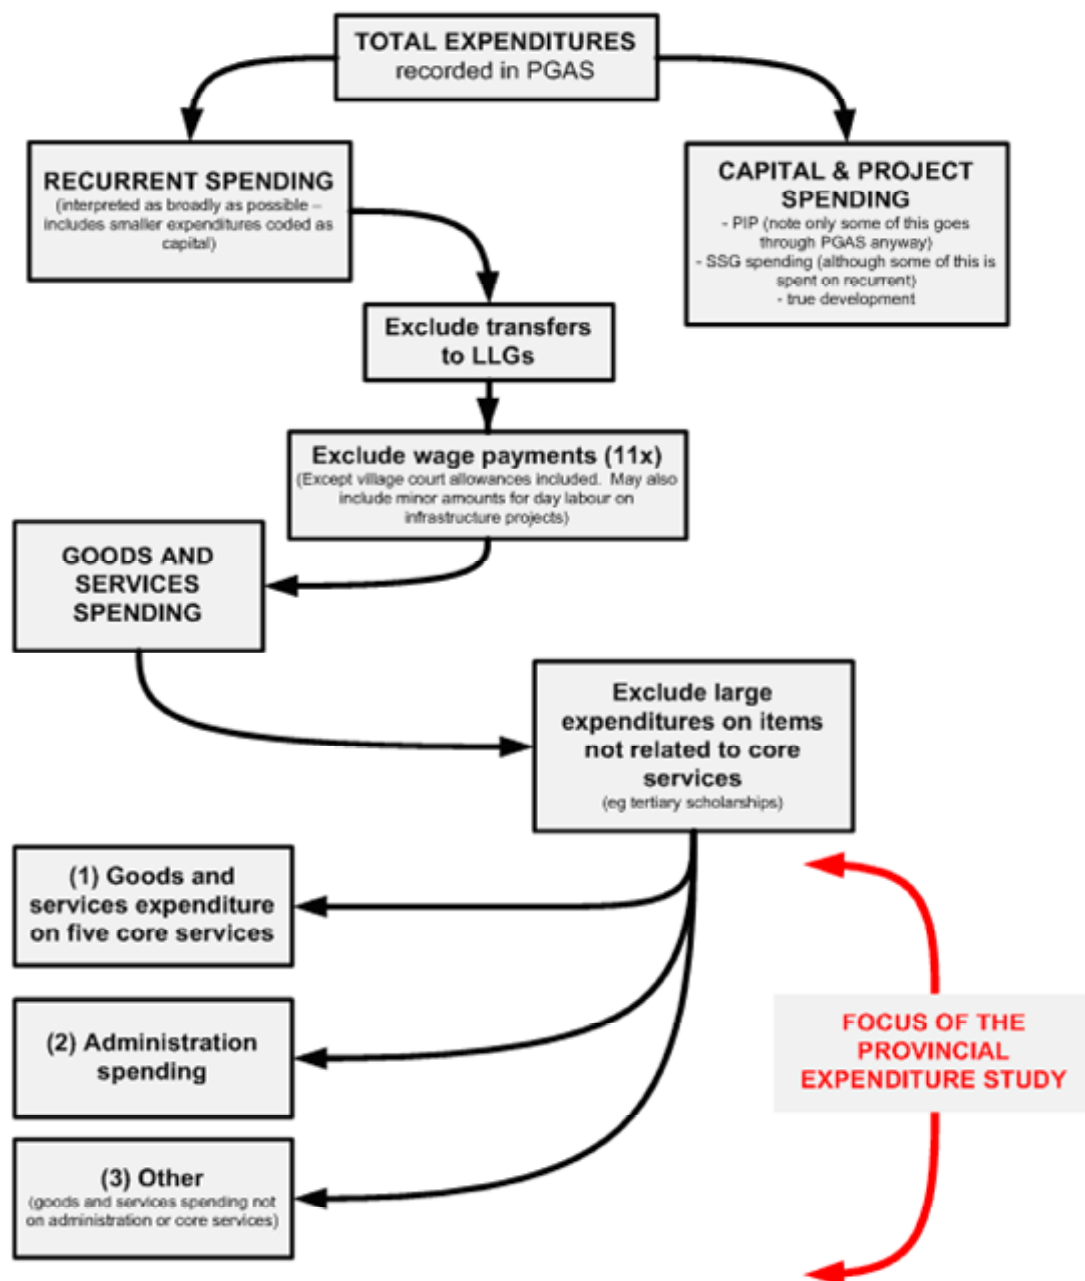 TOTAL EXPENDITURES
recorded in PGAS
RECURRENT SPENDING
(interpreted as broadly as possible –
includes smaller expenditures coded as
capital)
CAPITAL & PROJECT
SPENDING
- PIP (note only some of this goes
through PGAS anyway)
- SSG spending (although some of this is
spent on recurrent)
- true development
Exclude transfers
to LLGs
Exclude wage payments (11x)
(Except village court allowances included. May also
include minor amounts for day labour on
infrastructure projects)
GOODS AND
SERVICES
SPENDING
Exclude large
expenditures on items
not related to core
services
(eg tertiary scholarships)
(1) Goods and
services expenditure
on five core services
(2) Administration
spending
(3) Other
(goods and services spending not
on administration or core services)
FOCUS OF THE
PROVINCIAL
EXPENDITURE STUDY